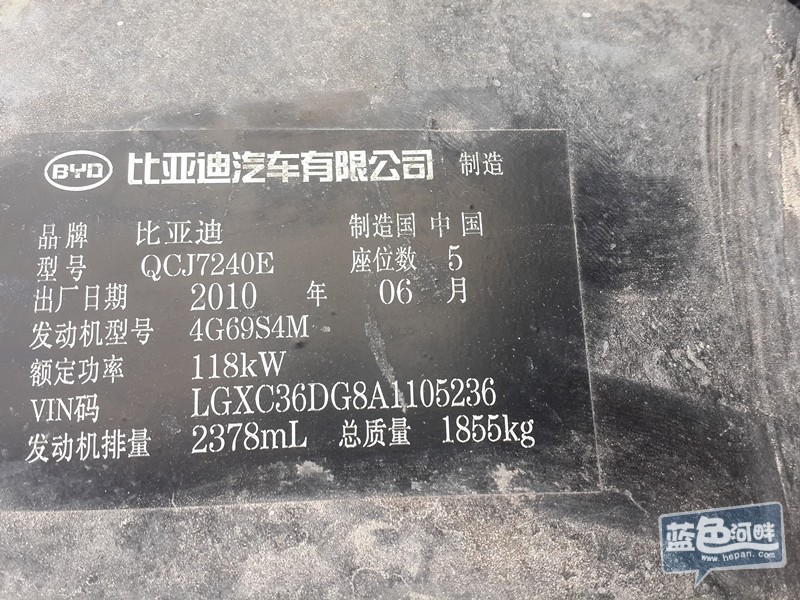 BYD 比亚迪汽车有限公司 制造
品牌 比亚迪 制造国 中国
型号 QCJ7240E 座位数 5
出厂日期 2010 年 06 月
发动机型号 4G69S4M
额定功率 118kW
VIN码 LGXC36DG8A1105236
发动机排量 2378mL 总质量 1855kg
蓝色河畔
www.hepan.com